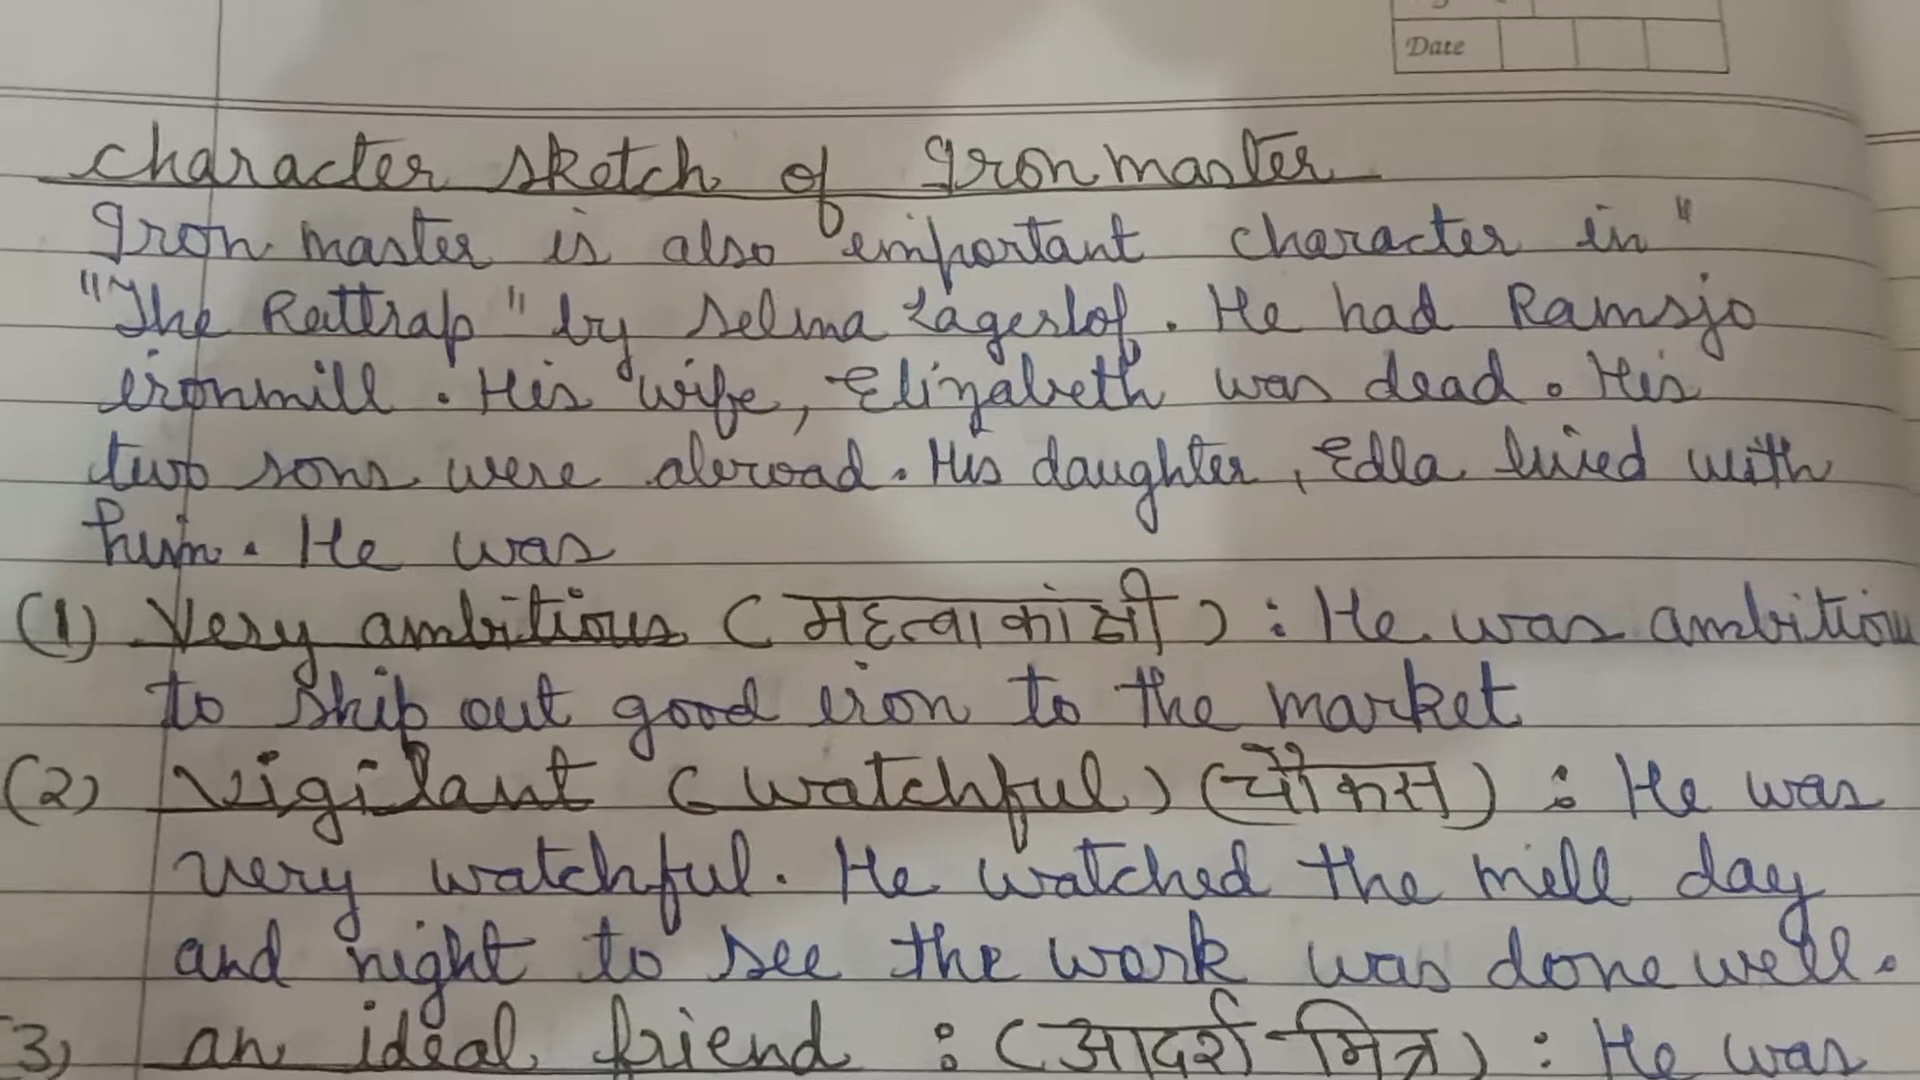 Date
Character sketch of Iron master
Iron master is also important character in "
"The Rattrap" by Selma Lagerlof. He had Ramsjo
ironmill. His wife, Elizabeth was dead. His
two sons were abroad. His daughter, Edla lived with
him. He was
(1) Very ambitious (महत्वाकांक्षी) : He was ambitiou
to ship out good iron to the market
(2) Vigilant (watchful) (चौकस) : He was
very watchful. He watched the mill day
and night to see the work was done well.
3) an ideal friend : (आदर्श मित्र) : He was